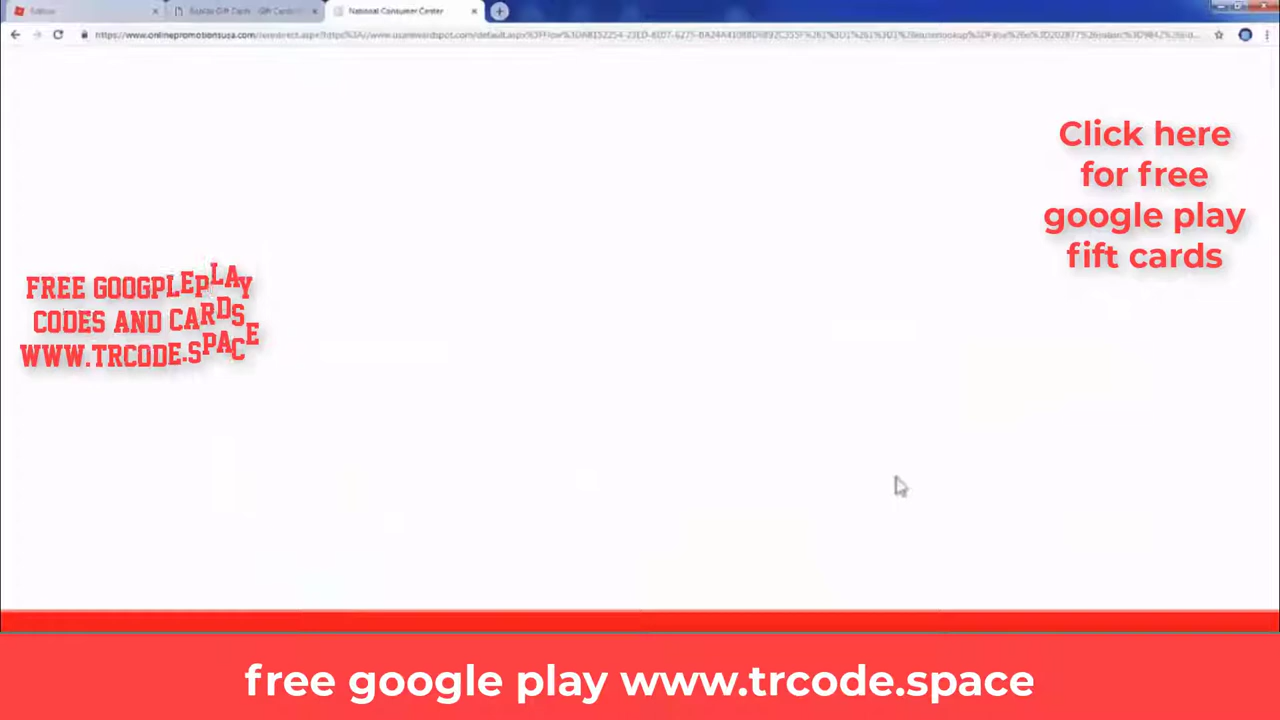 National Consumer Center
Click here
for free
google play
fift cards
FREE GOOGPLEPLAY
CODES AND CARDS
WWW.TRCODE.SPACE
free google play www.trcode.space